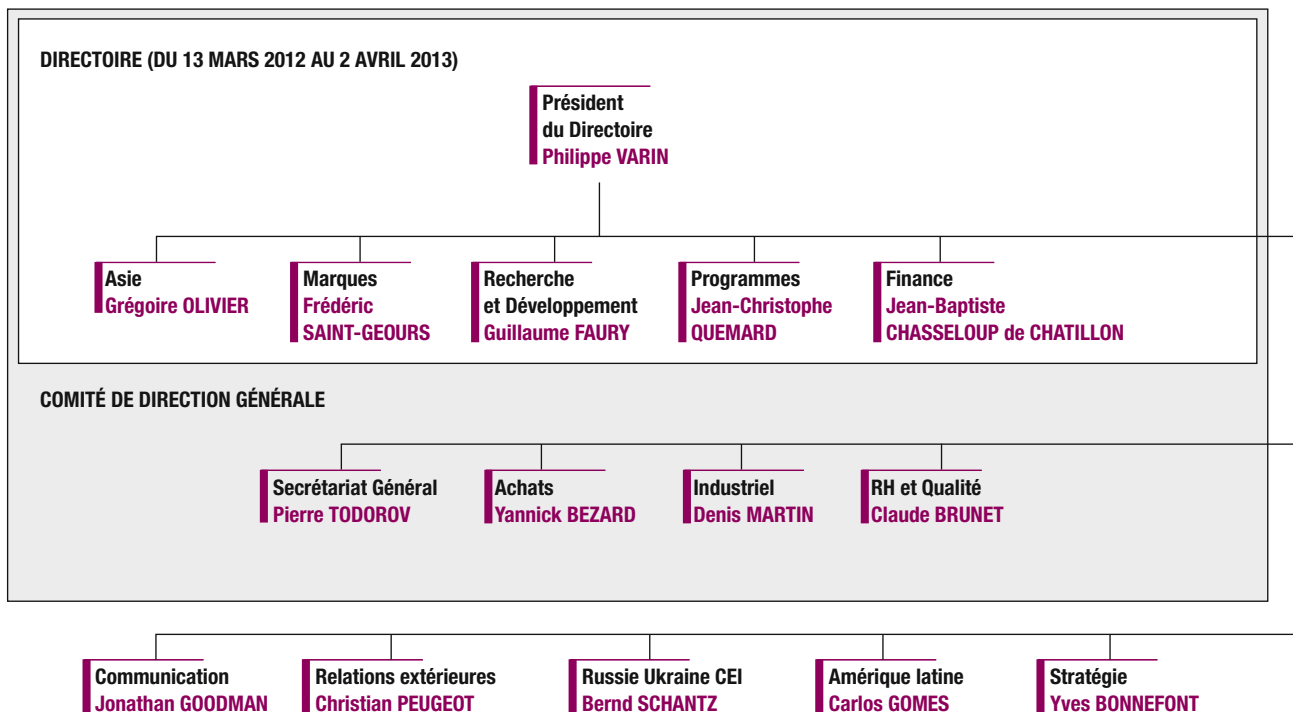 DIRECTOIRE (DU 13 MARS 2012 AU 2 AVRIL 2013)
Président
du Directoire
Philippe VARIN
Asie
Grégoire OLIVIER
Marques
Frédéric
SAINT-GEOURS
Recherche
et Développement
Guillaume FAURY
Programmes
Jean-Christophe
QUEMARD
Finance
Jean-Baptiste
CHASSELOUP de CHATILLON
COMITÉ DE DIRECTION GÉNÉRALE
Secrétariat Général
Pierre TODOROV
Achats
Yannick BEZARD
Industriel
Denis MARTIN
RH et Qualité
Claude BRUNET
Communication
Jonathan GOODMAN
Relations extérieures
Christian PEUGEOT
Russie Ukraine CEI
Bernd SCHANTZ
Amérique latine
Carlos GOMES
Stratégie
Yves BONNEFONT